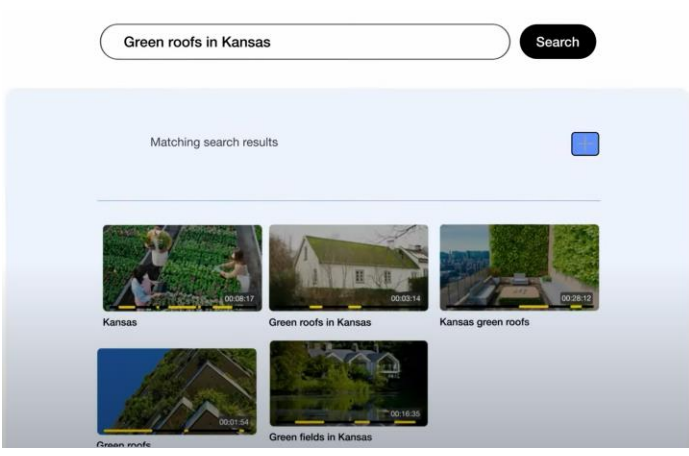 Green roofs in Kansas
Search
Matching search results
00:08:17
00:03:14
00:28:12
Kansas
Green roofs in Kansas
Kansas green roofs
00:01:54
00:16:35
Green roofs
Green fields in Kansas